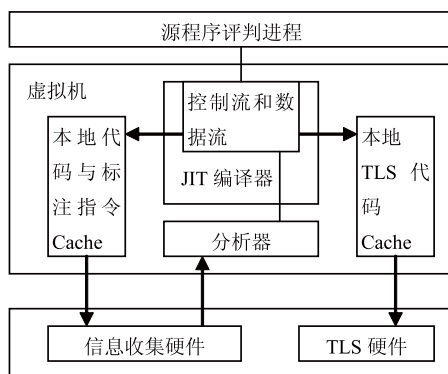 源程序评判进程
虚拟机
控制流和数
据流
JIT 编译器
本地代
码与标
注指令
Cache
本地
TLS 代
码
Cache
分析器
信息收集硬件
TLS 硬件